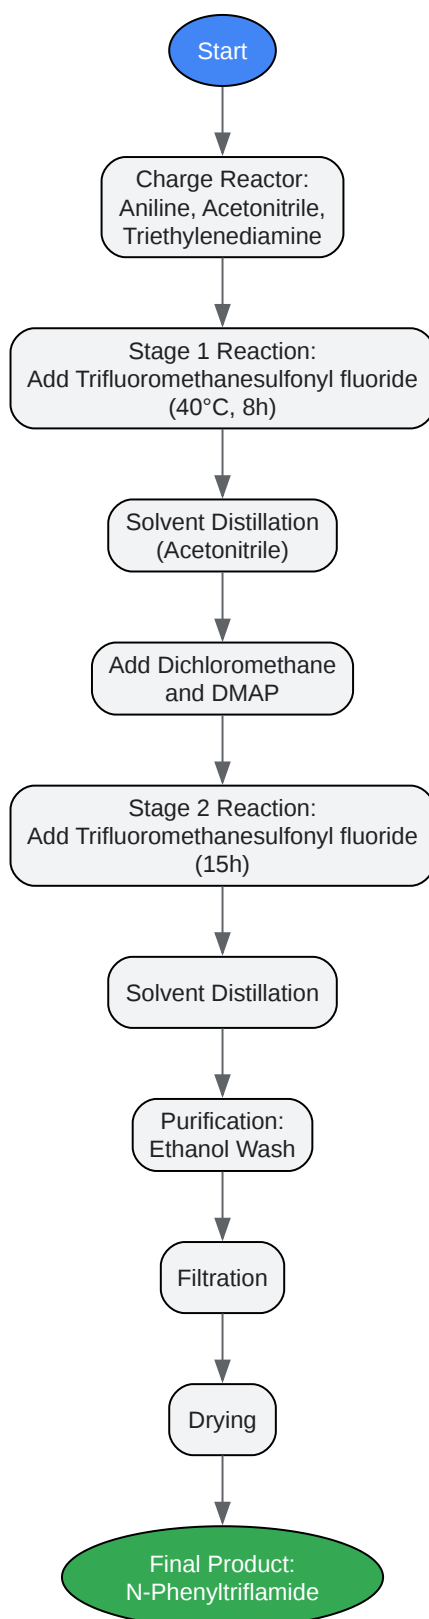 Start
Charge Reactor:
Aniline, Acetonitrile,
Triethylenediamine
Stage 1 Reaction:
Add Trifluoromethanesulfonyl fluoride
(40°C, 8h)
Solvent Distillation
(Acetonitrile)
Add Dichloromethane
and DMAP
Stage 2 Reaction:
Add Trifluoromethanesulfonyl fluoride
(15h)
Solvent Distillation
Purification:
Ethanol Wash
Filtration
Drying
Final Product:
N-Phenyltriflamide